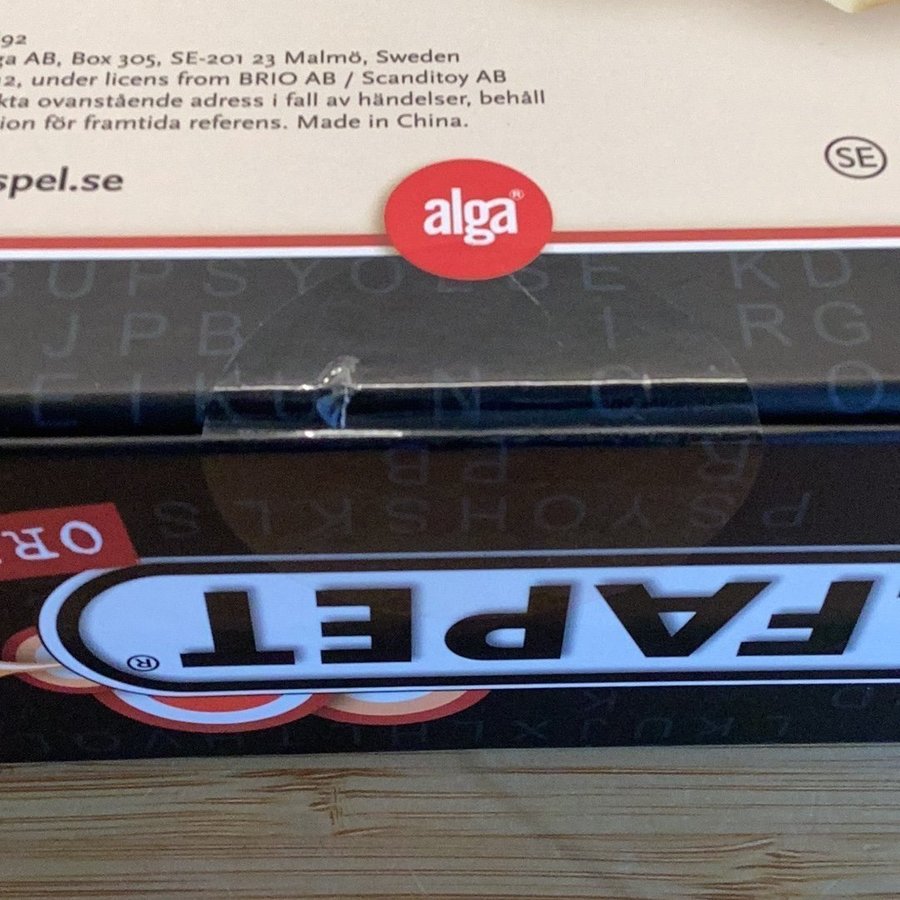 92
ga AB, Box 305, SE-201 23 Malmö, Sweden
12, under licens from BRIO AB / Scanditoy AB
kta ovanstående adress i fall av händelser, behåll
ion för framtida referens. Made in China.
spel.se
SE
alga®
B U P S Y O E S E K D
J P B I R G
E I K L N Q O
R P B
S T K S H O Y S P
OR
FAPET®